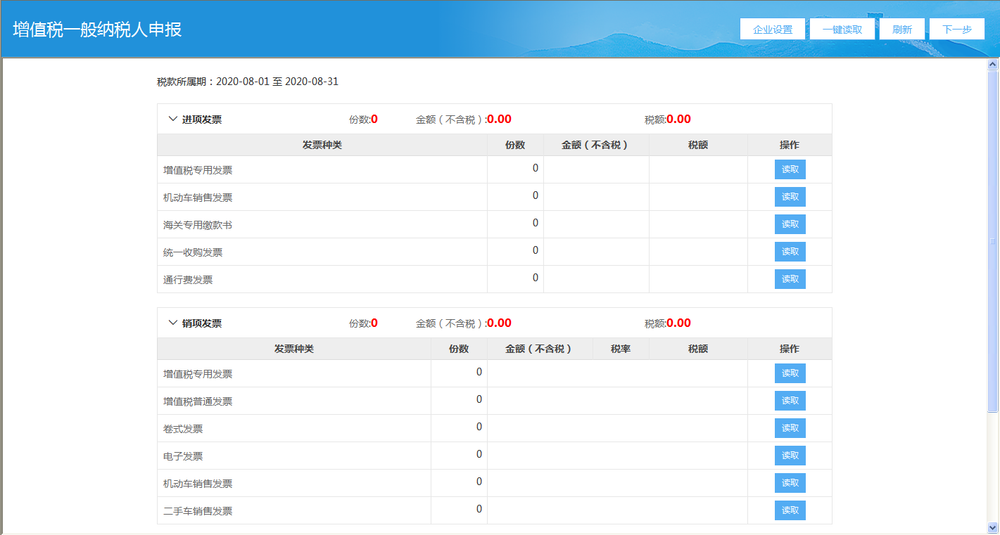 增值税一般纳税人申报
企业设置 一键读取 刷新 下一步
税款所属期：2020-08-01 至 2020-08-31
进项发票 份数:0 金额（不含税）:0.00 税额:0.00
发票种类 份数 金额（不含税） 税额 操作
增值税专用发票 0 读取
机动车销售发票 0 读取
海关专用缴款书 0 读取
统一收购发票 0 读取
通行费发票 0 读取
销项发票 份数:0 金额（不含税）:0.00 税额:0.00
发票种类 份数 金额（不含税） 税率 税额 操作
增值税专用发票 0 读取
增值税普通发票 0 读取
卷式发票 0 读取
电子发票 0 读取
机动车销售发票 0 读取
二手车销售发票 0 读取